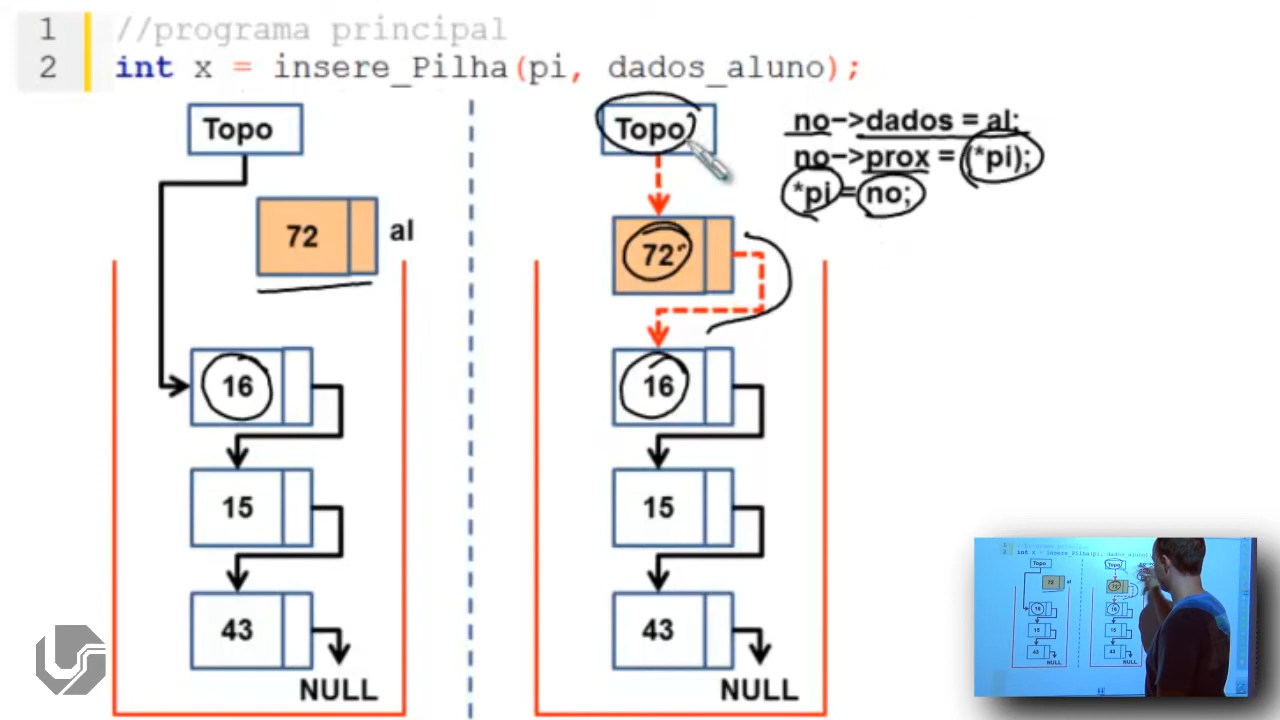 1 //programa principal
2 int x = insere_Pilha(pi, dados_aluno);
Topo
72 al
16
15
43
NULL
Topo
72
16
15
43
NULL
no->dados = al;
no->prox = (*pi);
*pi = no;